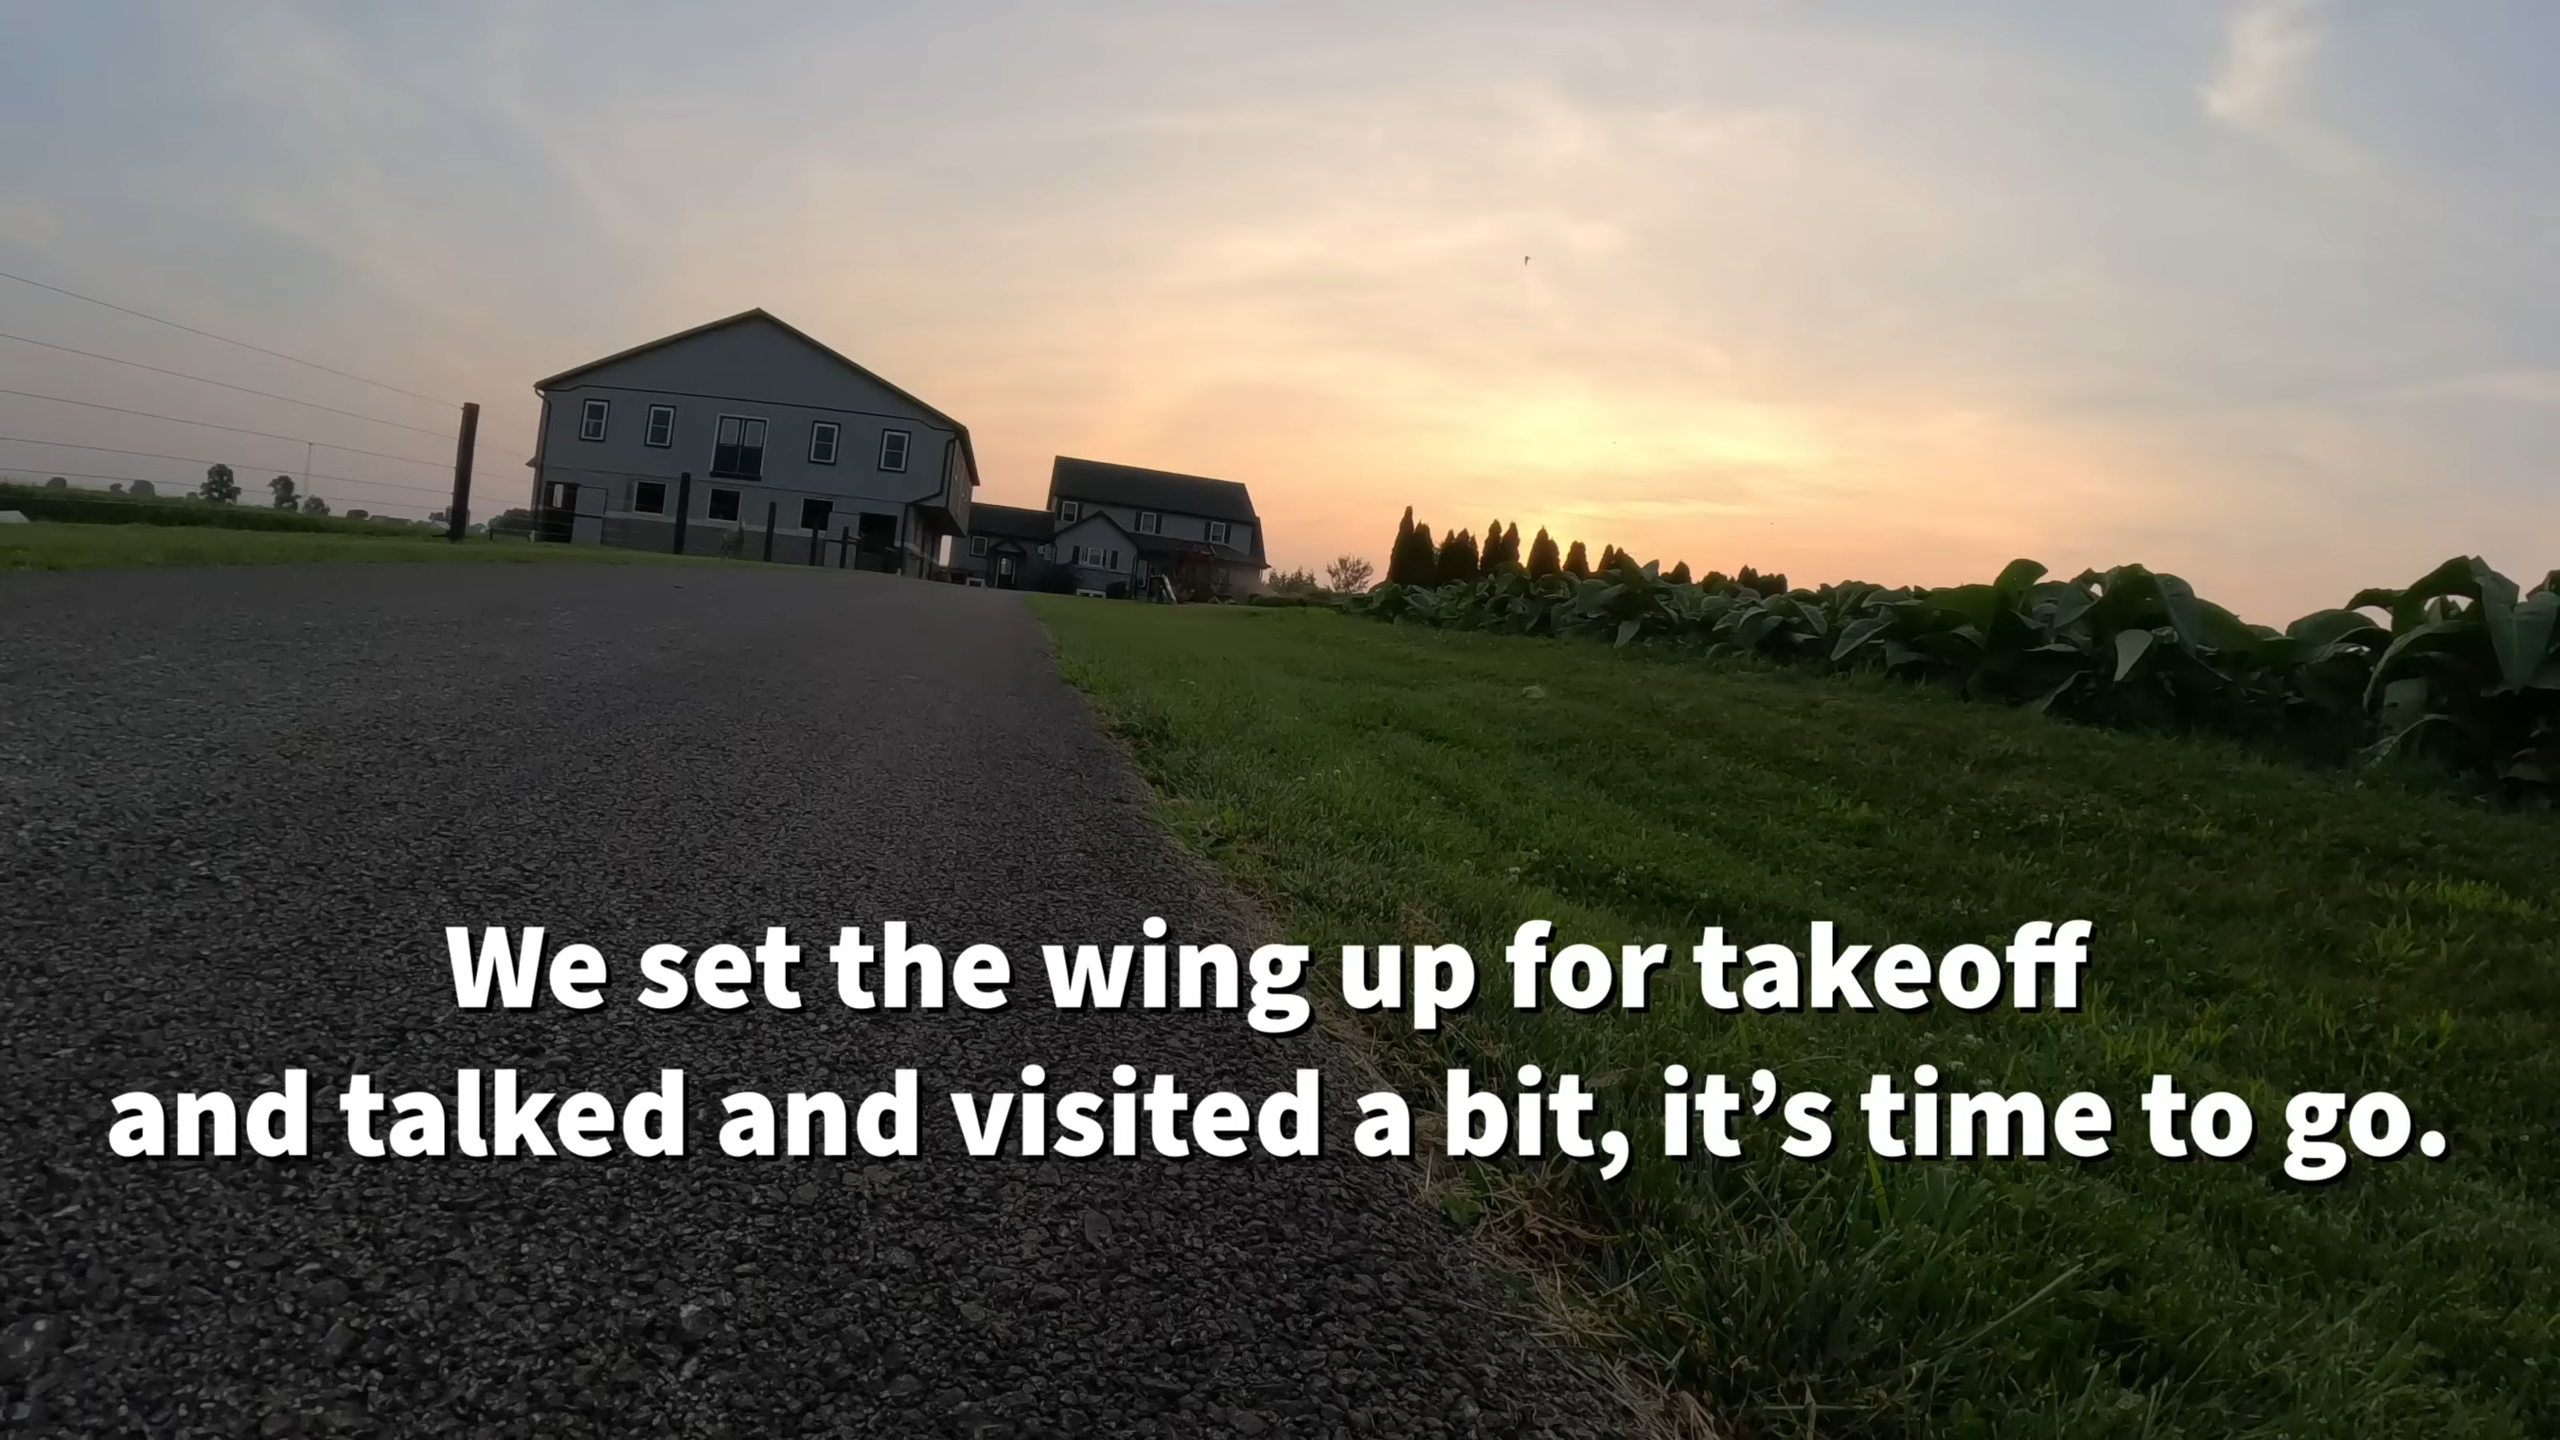 We set the wing up for takeoff
and talked and visited a bit, it’s time to go.